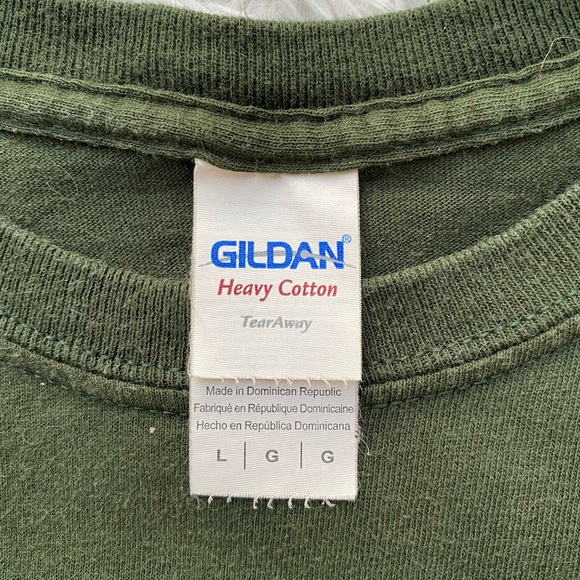 GILDAN®
Heavy Cotton
TearAway
Made in Dominican Republic
Fabriqué en République Dominicaine
Hecho en República Dominicana
L | G | G